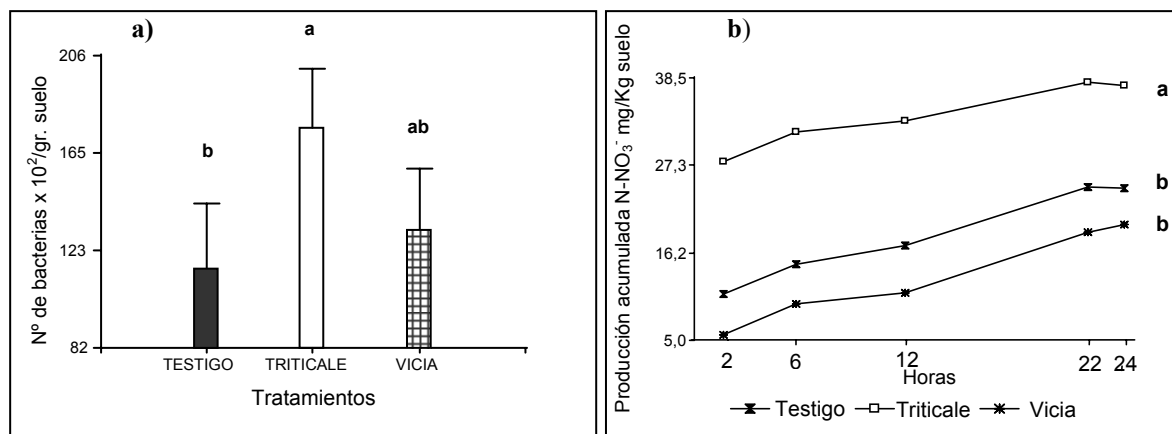 a)
a
206
165
123
82
Nº de bacterias x 10²/gr. suelo
b
ab
TESTIGO TRITICALE VICIA
Tratamientos
b)
Producción acumulada N-NO₃⁻ mg/Kg suelo
38,5
27,3
16,2
5,0
a
b
b
2 6 12 22 24
Horas
Testigo Triticale Vicia